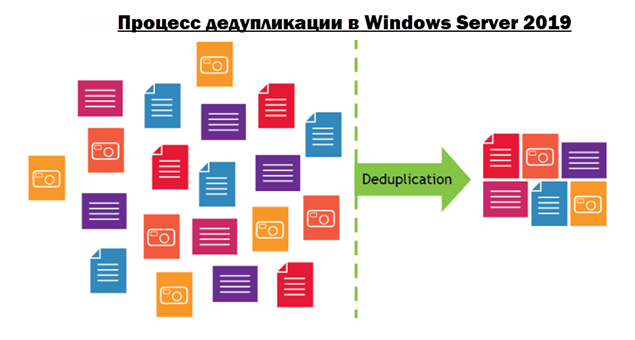 Процесс дедупликации в Windows Server 2019
Deduplication